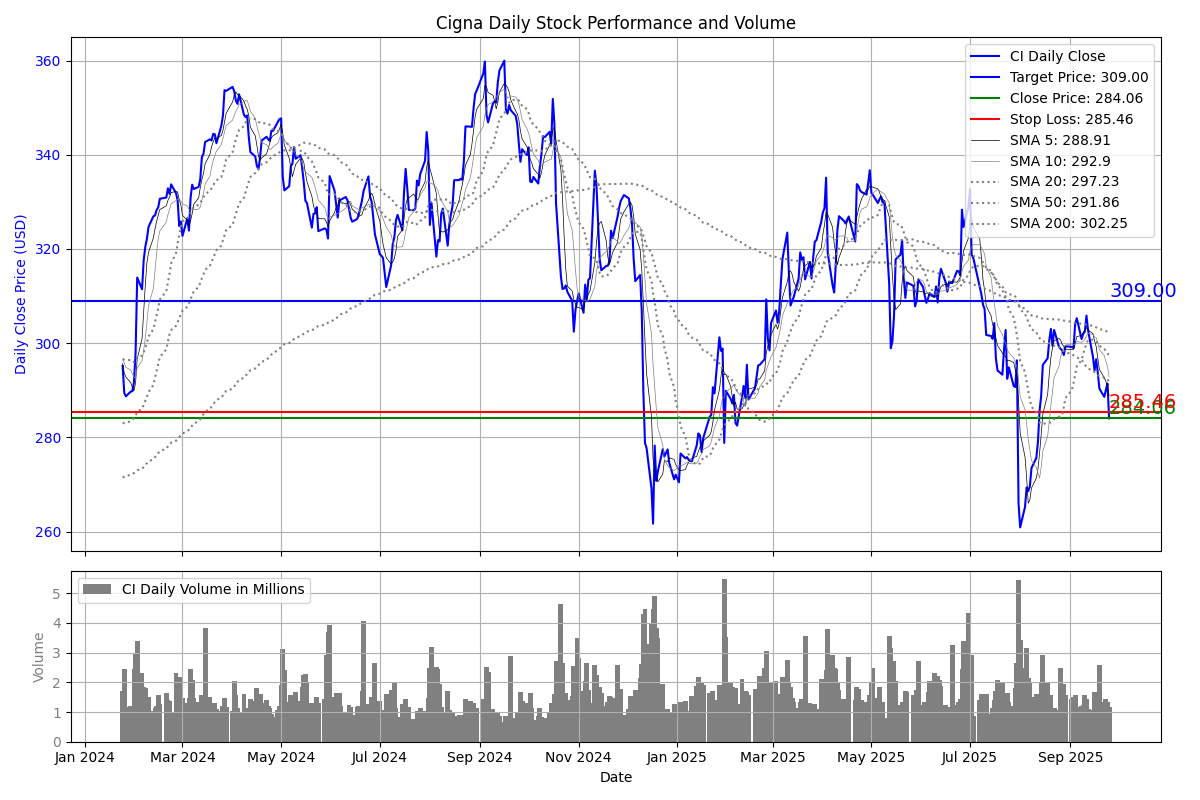 Cigna Daily Stock Performance and Volume
Daily Close Price (USD)
360
340
320
300
280
260
CI Daily Close
Target Price: 309.00
Close Price: 284.06
Stop Loss: 285.46
SMA 5: 288.91
SMA 10: 292.9
SMA 20: 297.23
SMA 50: 291.86
SMA 200: 302.25
309.00
285.46
284.06
CI Daily Volume in Millions
Volume
5
4
3
2
1
0
Jan 2024 Mar 2024 May 2024 Jul 2024 Sep 2024 Nov 2024 Jan 2025 Mar 2025 May 2025 Jul 2025 Sep 2025
Date